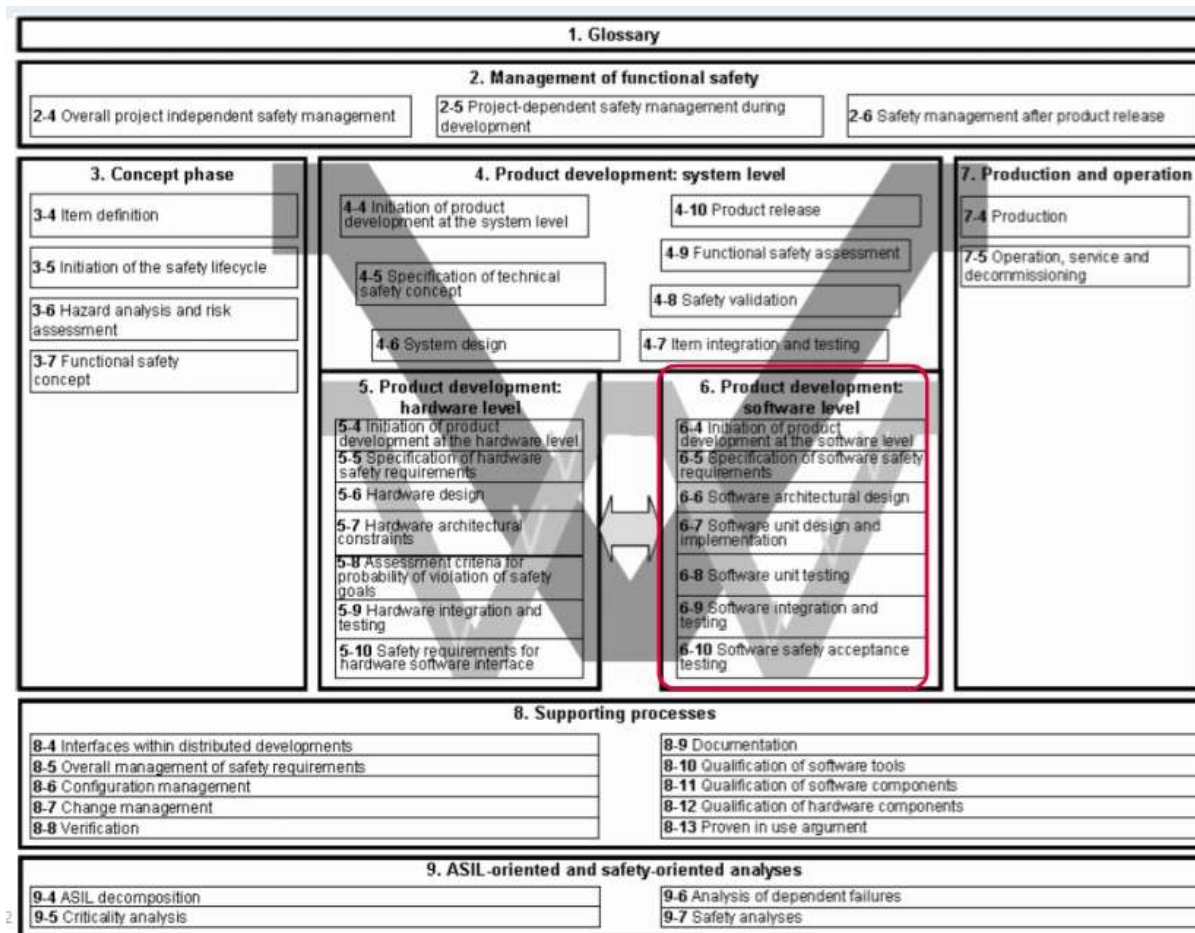 1. Glossary
2. Management of functional safety
2-4 Overall project independent safety management
2-5 Project-dependent safety management during
development
2-6 Safety management after product release
3. Concept phase
3-4 Item definition
3-5 Initiation of the safety lifecycle
3-6 Hazard analysis and risk
assessment
3-7 Functional safety
concept
4. Product development: system level
4-4 Initiation of product
development at the system level
4-5 Specification of technical
safety concept
4-6 System design
4-10 Product release
4-9 Functional safety assessment
4-8 Safety validation
4-7 Item integration and testing
7. Production and operation
7-4 Production
7-5 Operation, service and
decommissioning
5. Product development:
hardware level
5-4 Initiation of product
development at the hardware level
5-5 Specification of hardware
safety requirements
5-6 Hardware design
5-7 Hardware architectural
constraints
5-8 Assessment criteria for
probability of violation of safety
goals
5-9 Hardware integration and
testing
5-10 Safety requirements for
hardware software interface
6. Product development:
software level
6-4 Initiation of product
development at the software level
6-5 Specification of software safety
requirements
6-6 Software architectural design
6-7 Software unit design and
implementation
6-8 Software unit testing
6-9 Software integration and
testing
6-10 Software safety acceptance
testing
8. Supporting processes
8-4 Interfaces within distributed developments
8-5 Overall management of safety requirements
8-6 Configuration management
8-7 Change management
8-8 Verification
8-9 Documentation
8-10 Qualification of software tools
8-11 Qualification of software components
8-12 Qualification of hardware components
8-13 Proven in use argument
9. ASIL-oriented and safety-oriented analyses
9-4 ASIL decomposition
9-5 Criticality analysis
9-6 Analysis of dependent failures
9-7 Safety analyses
2